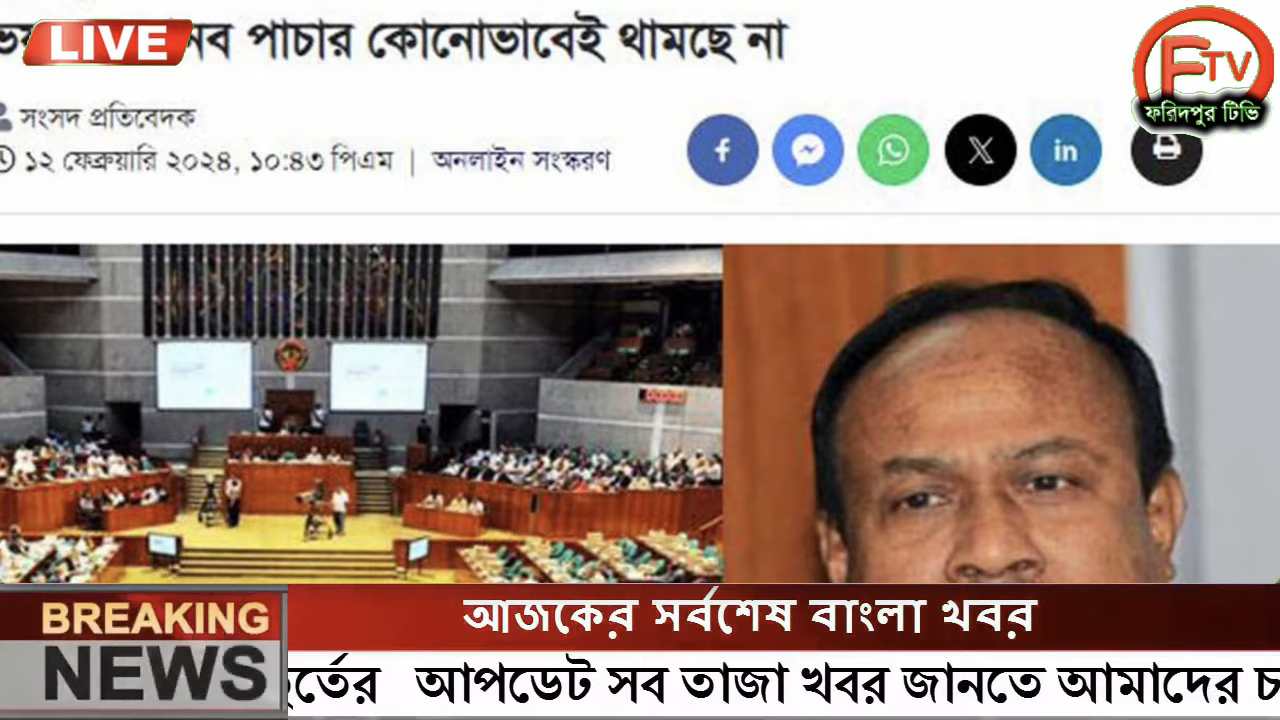 LIVE
পাচার কোনোভাবেই থামছে না
FTV
ফরিদপুর টিভি
সংসদ প্রতিবেদক
১২ ফেব্রুয়ারি ২০২৪, ১০:৪৩ পিএম | অনলাইন সংস্করণ
f X in
BREAKING
NEWS
আজকের সর্বশেষ বাংলা খবর
আপডেট সব তাজা খবর জানতে আমাদের